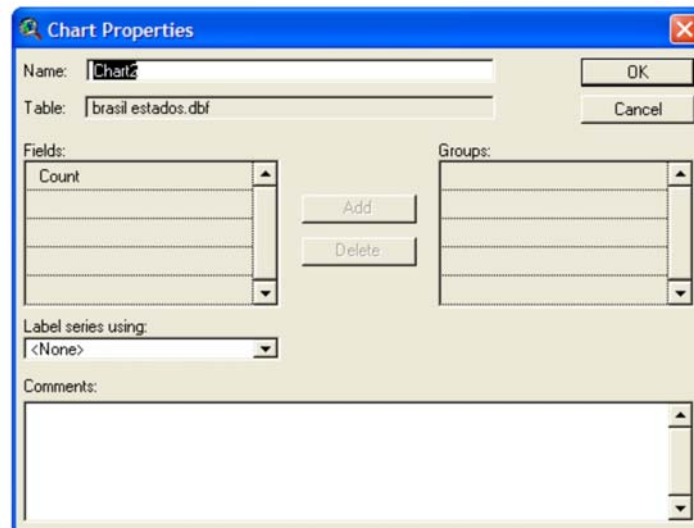 Chart Properties
Name: Chart2
OK
Table: brasil estados.dbf
Cancel
Fields:
Groups:
Count
Add
Delete
Label series using:
<None>
Comments: